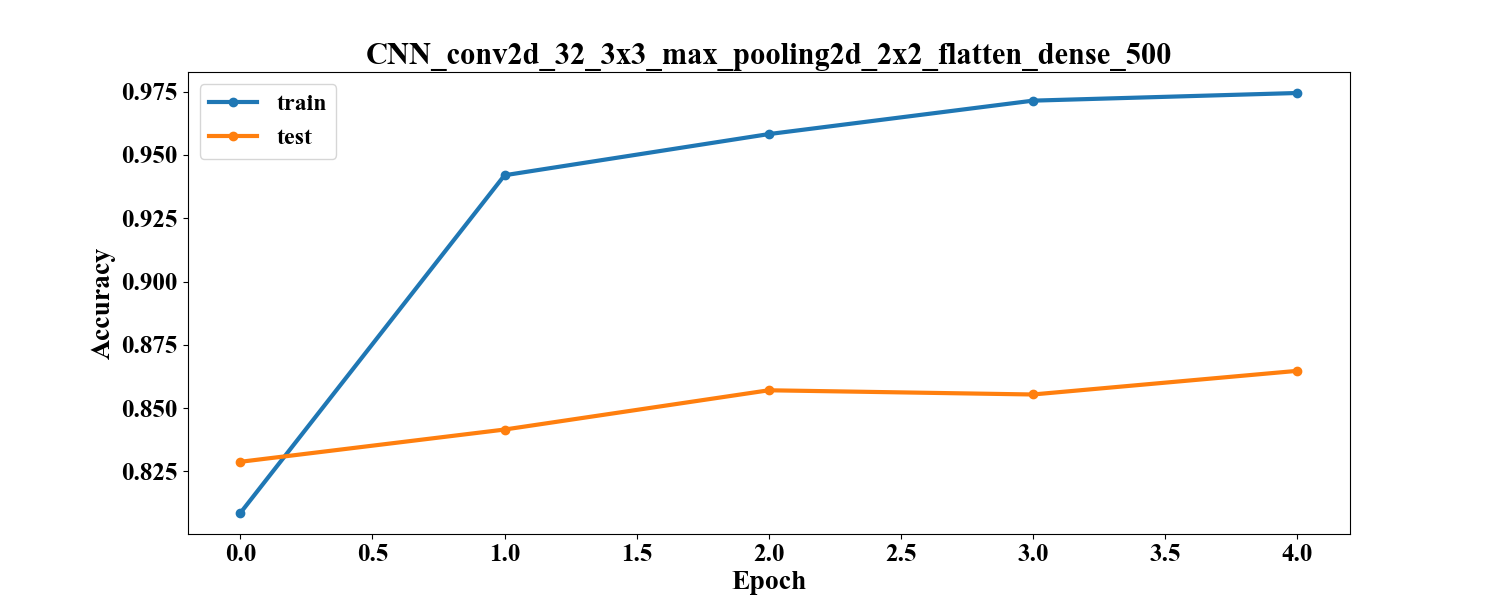 CNN_conv2d_32_3x3_max_pooling2d_2x2_flatten_dense_500
train
test
0.975
0.950
0.925
0.900
0.875
0.850
0.825
Accuracy
0.0 0.5 1.0 1.5 2.0 2.5 3.0 3.5 4.0
Epoch